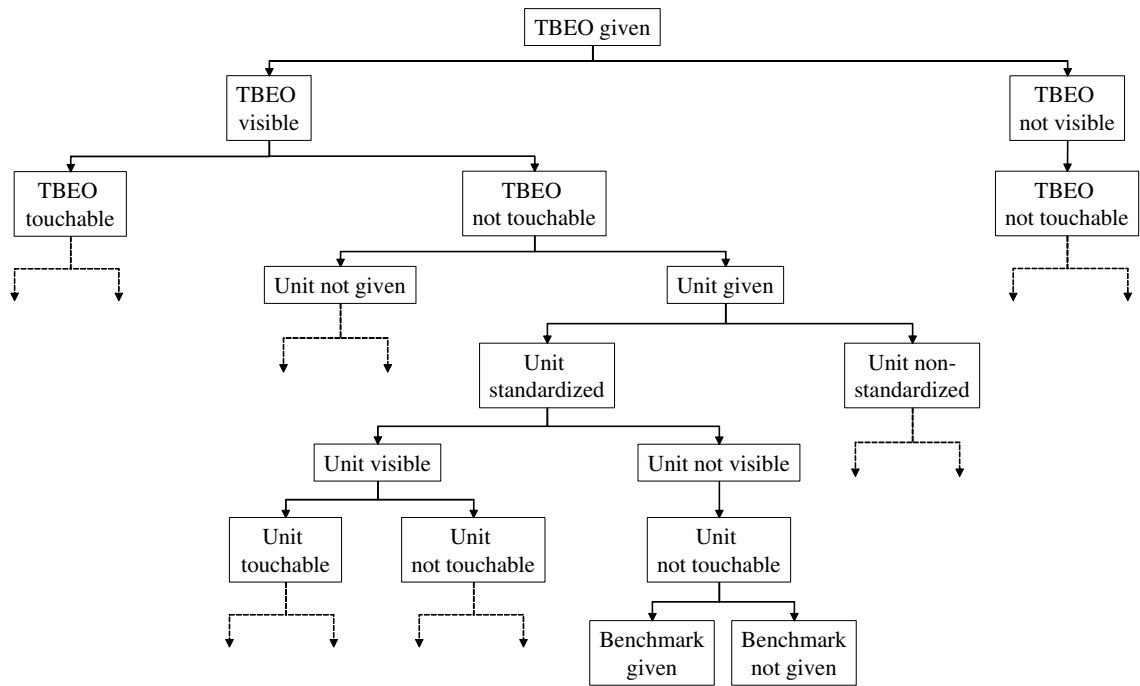 TBEO given
TBEO
visible
TBEO
not visible
TBEO
touchable
TBEO
not touchable
TBEO
not touchable
Unit not given
Unit given
Unit
standardized
Unit non-
standardized
Unit visible
Unit not visible
Unit
touchable
Unit
not touchable
Unit
not touchable
Benchmark
given
Benchmark
not given